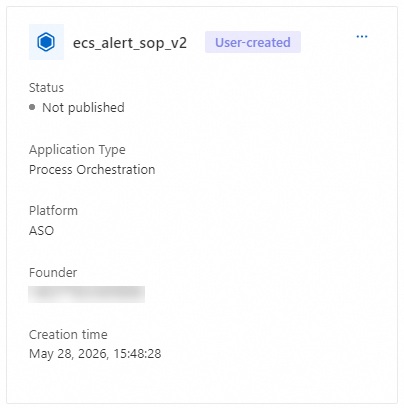 ecs_alert_sop_v2 User-created ...
Status
Not published
Application Type
Process Orchestration
Platform
ASO
Founder
Creation time
May 28, 2026, 15:48:28